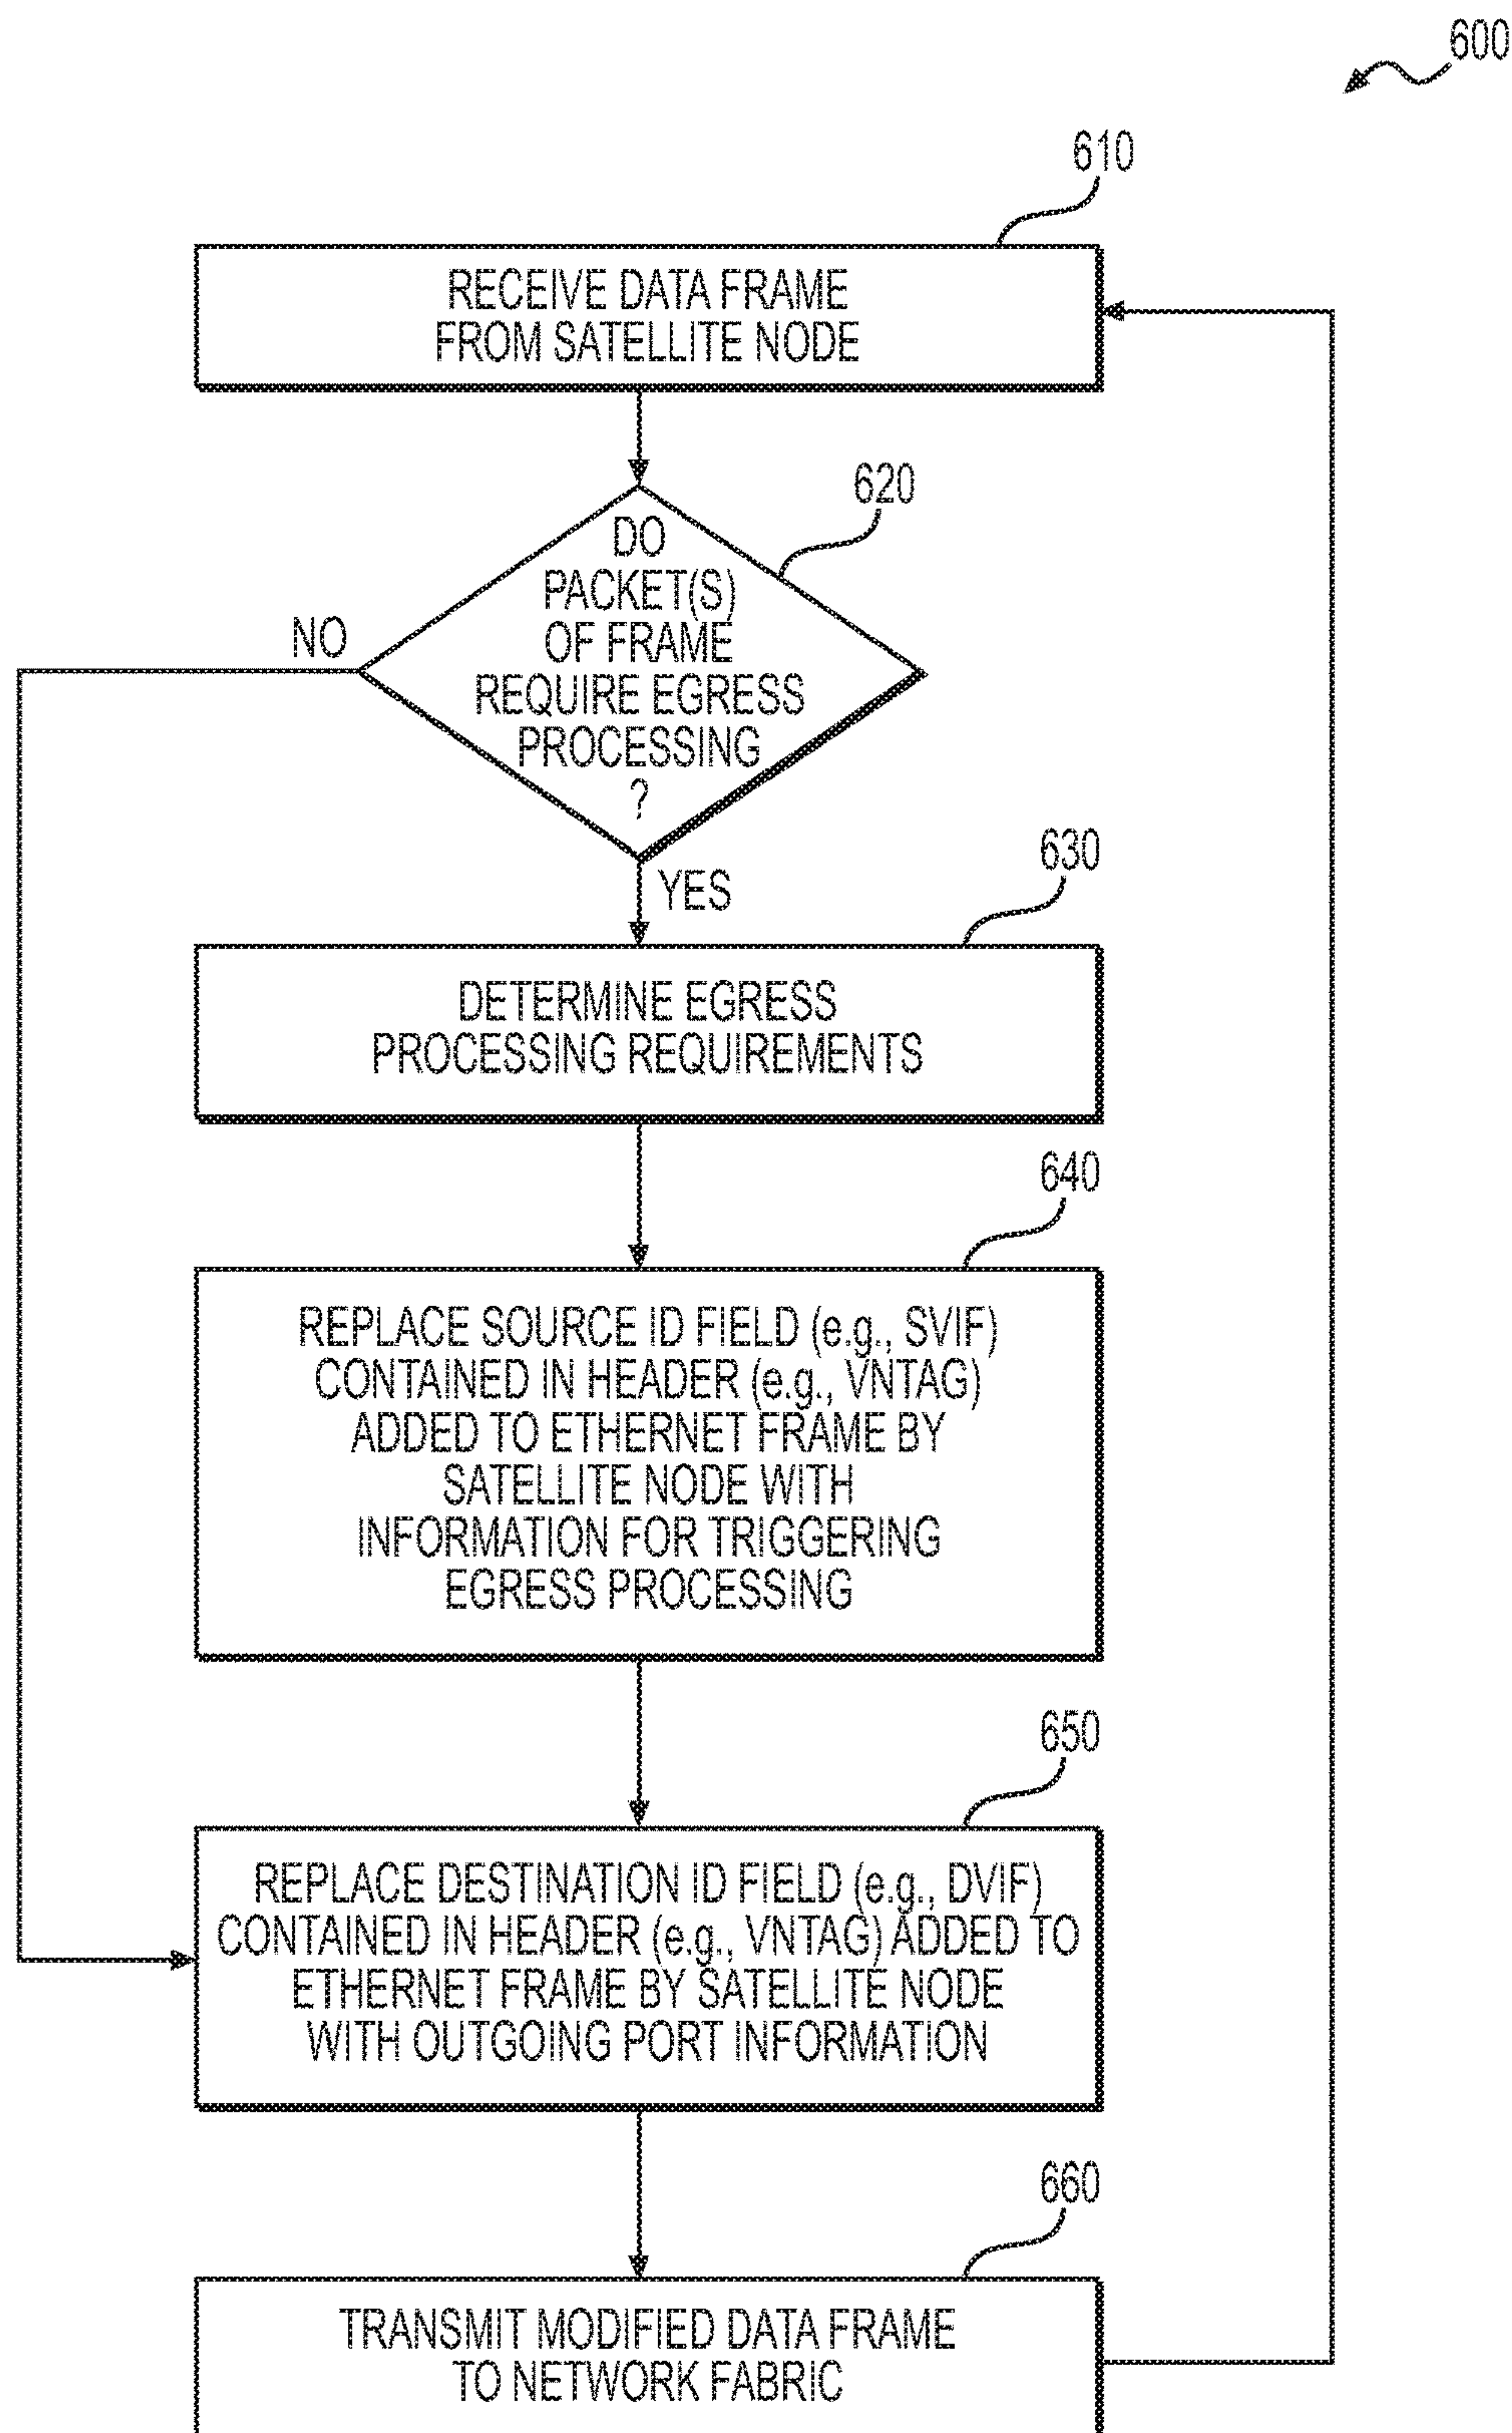 600
610
RECEIVE DATA FRAME
FROM SATELLITE NODE
620
DO
PACKET(S)
OF FRAME
REQUIRE EGRESS
PROCESSING
?
NO
YES
630
DETERMINE EGRESS
PROCESSING REQUIREMENTS
640
REPLACE SOURCE ID FIELD (e.g., SVIF)
CONTAINED IN HEADER (e.g., VNTAG)
ADDED TO ETHERNET FRAME BY
SATELLITE NODE WITH
INFORMATION FOR TRIGGERING
EGRESS PROCESSING
650
REPLACE DESTINATION ID FIELD (e.g., DVIF)
CONTAINED IN HEADER (e.g., VNTAG) ADDED TO
ETHERNET FRAME BY SATELLITE NODE
WITH OUTGOING PORT INFORMATION
660
TRANSMIT MODIFIED DATA FRAME
TO NETWORK FABRIC